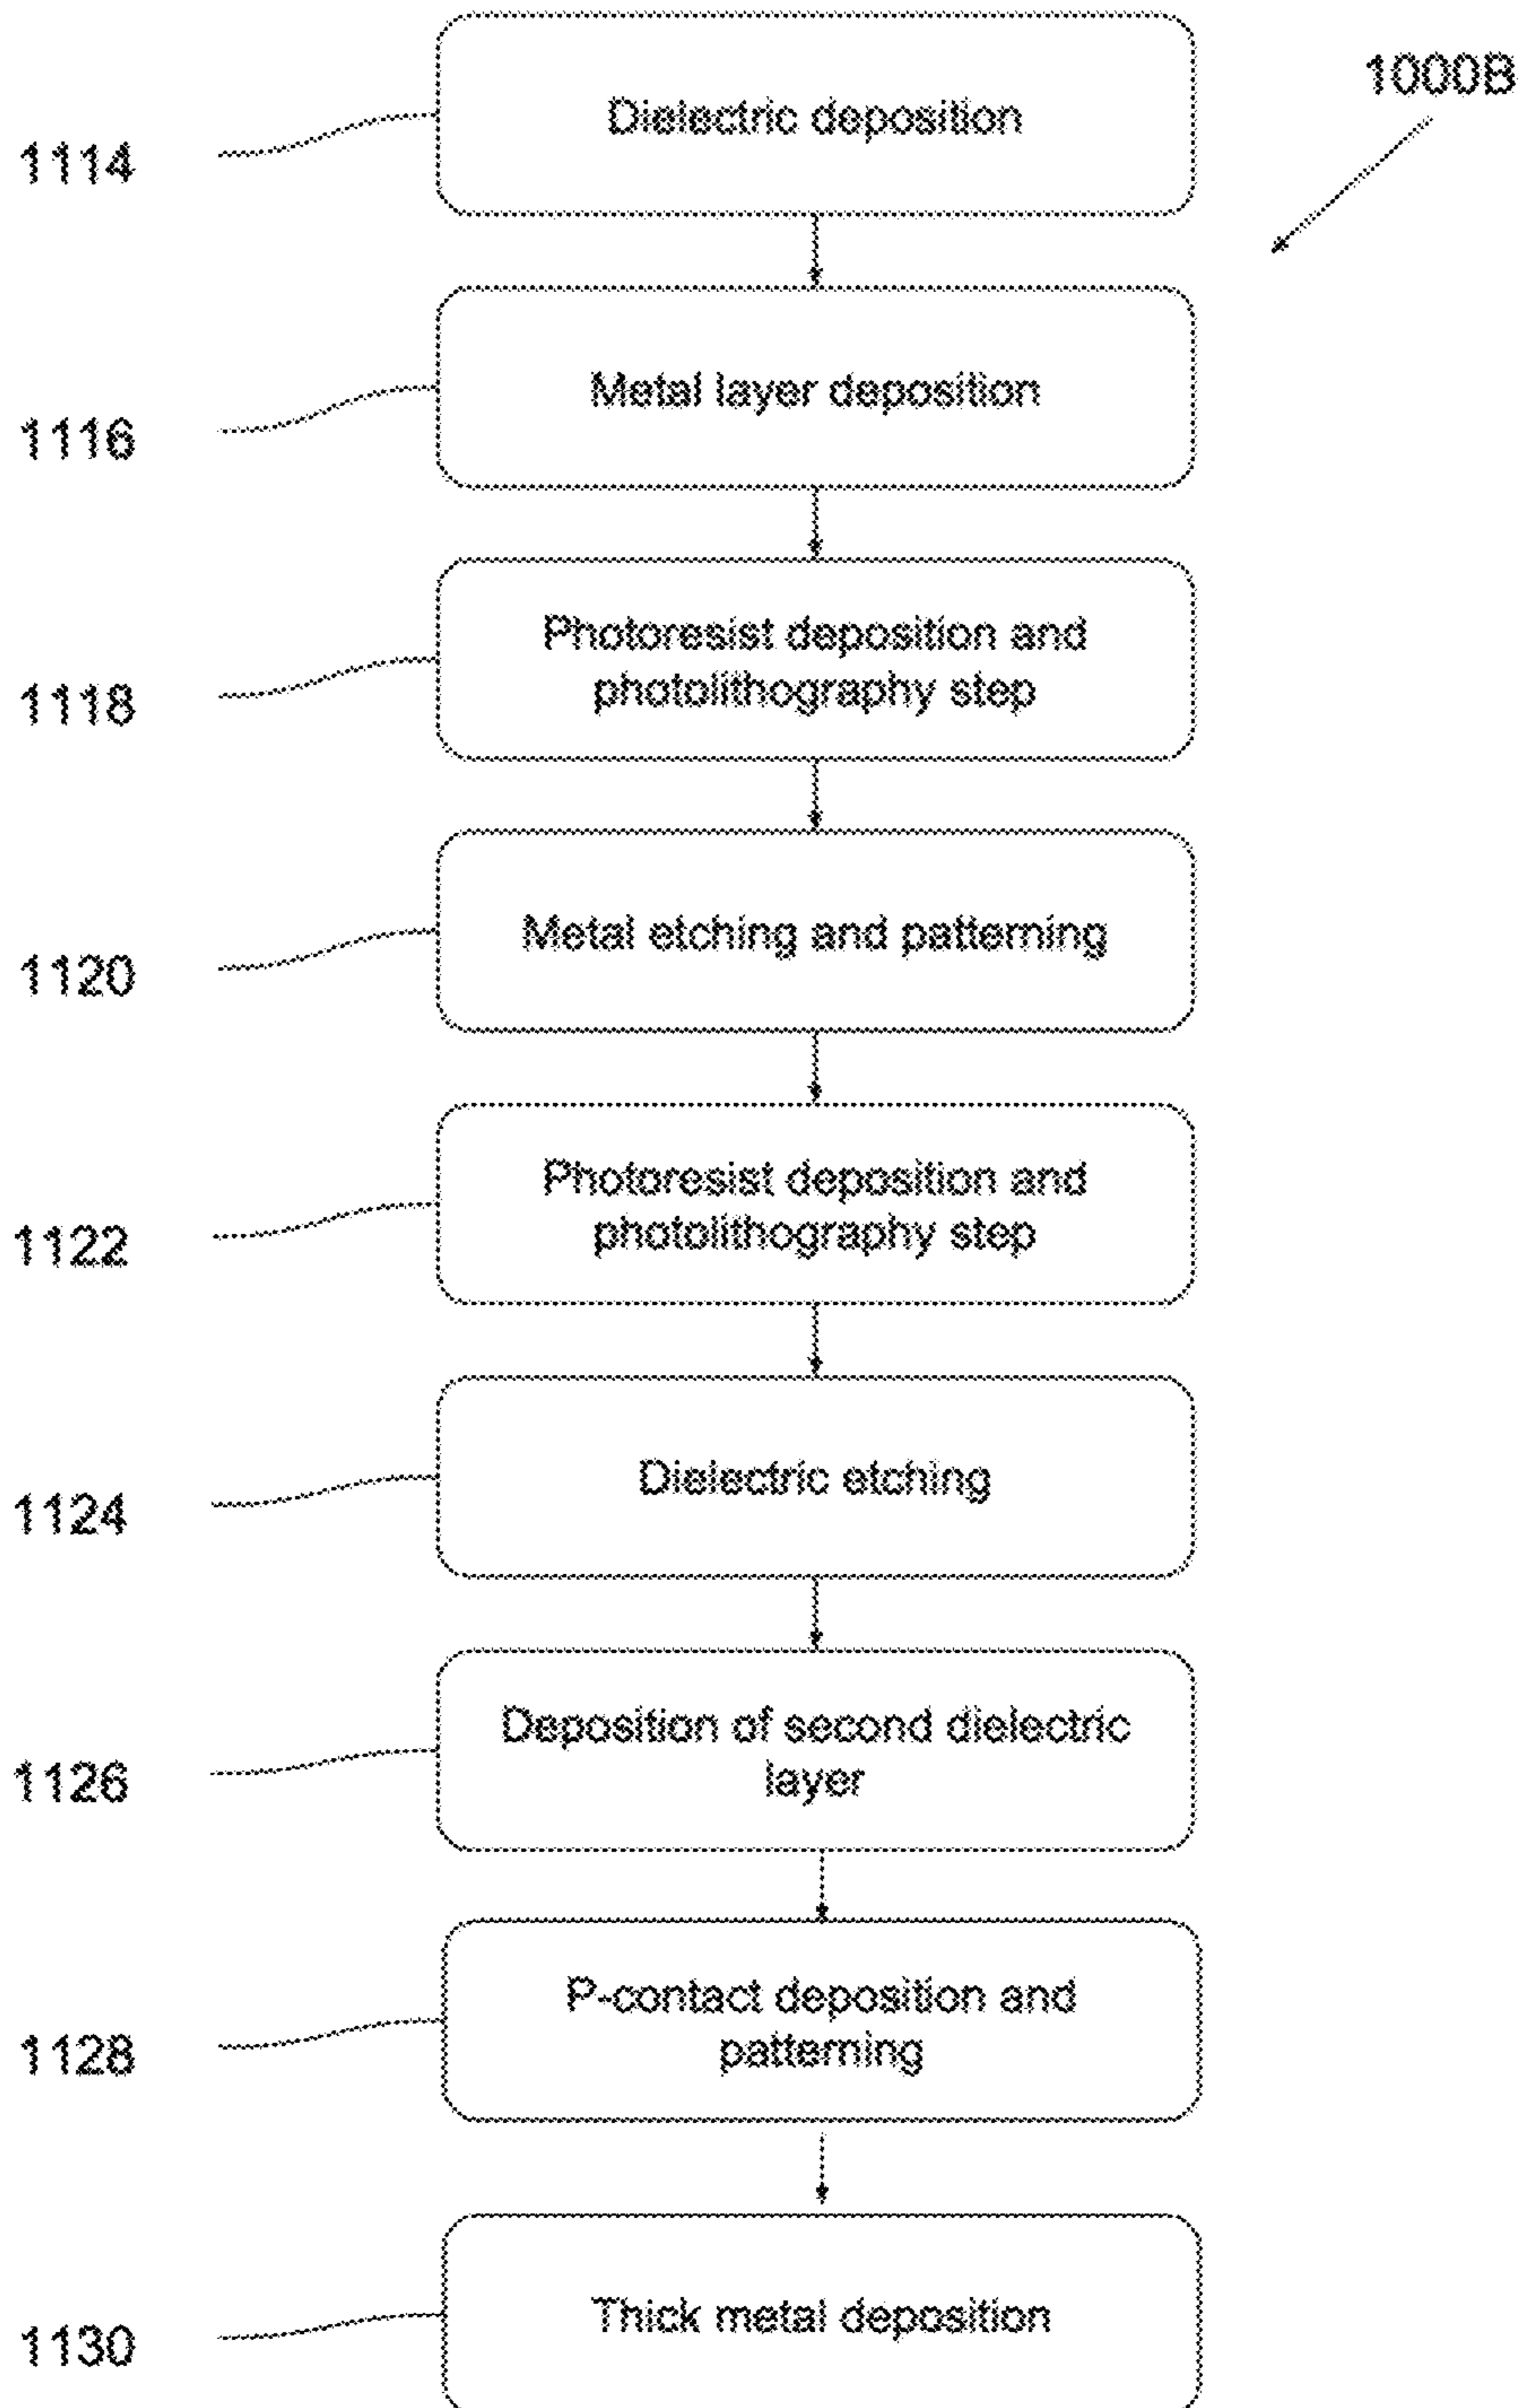 1000B
Dielectric deposition
1114
Metal layer deposition
1116
Photoresist deposition and
photolithography step
1118
Metal etching and patterning
1120
Photoresist deposition and
photolithography step
1122
Dielectric etching
1124
Deposition of second dielectric
layer
1126
P-contact deposition and
patterning
1128
Thick metal deposition
1130